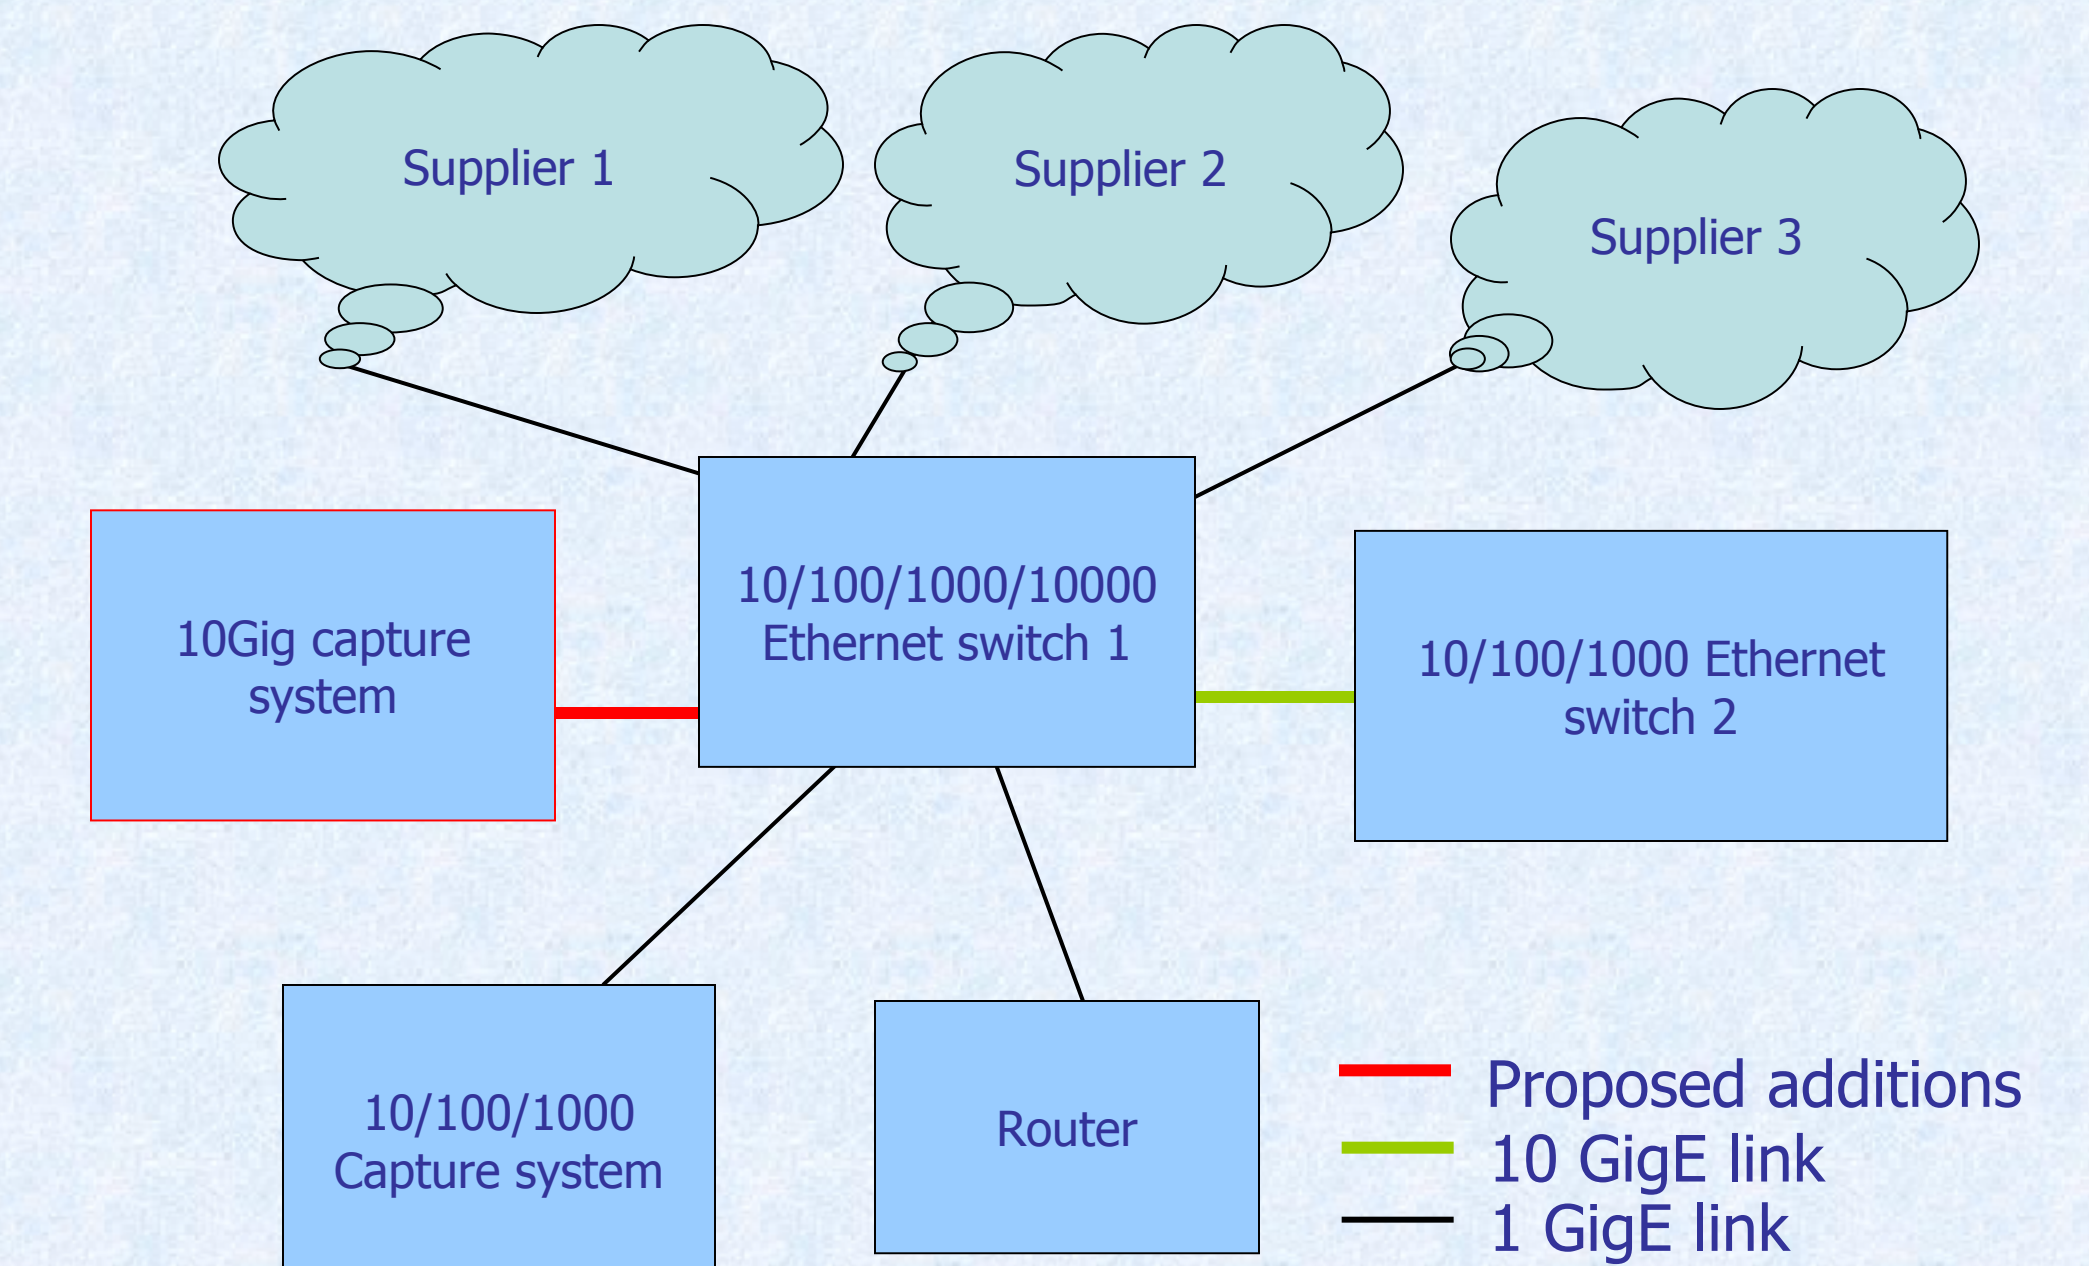 Supplier 1
Supplier 2
Supplier 3
10/100/1000/10000
Ethernet switch 1
10Gig capture
system
10/100/1000 Ethernet
switch 2
10/100/1000
Capture system
Router
Proposed additions
10 GigE link
1 GigE link